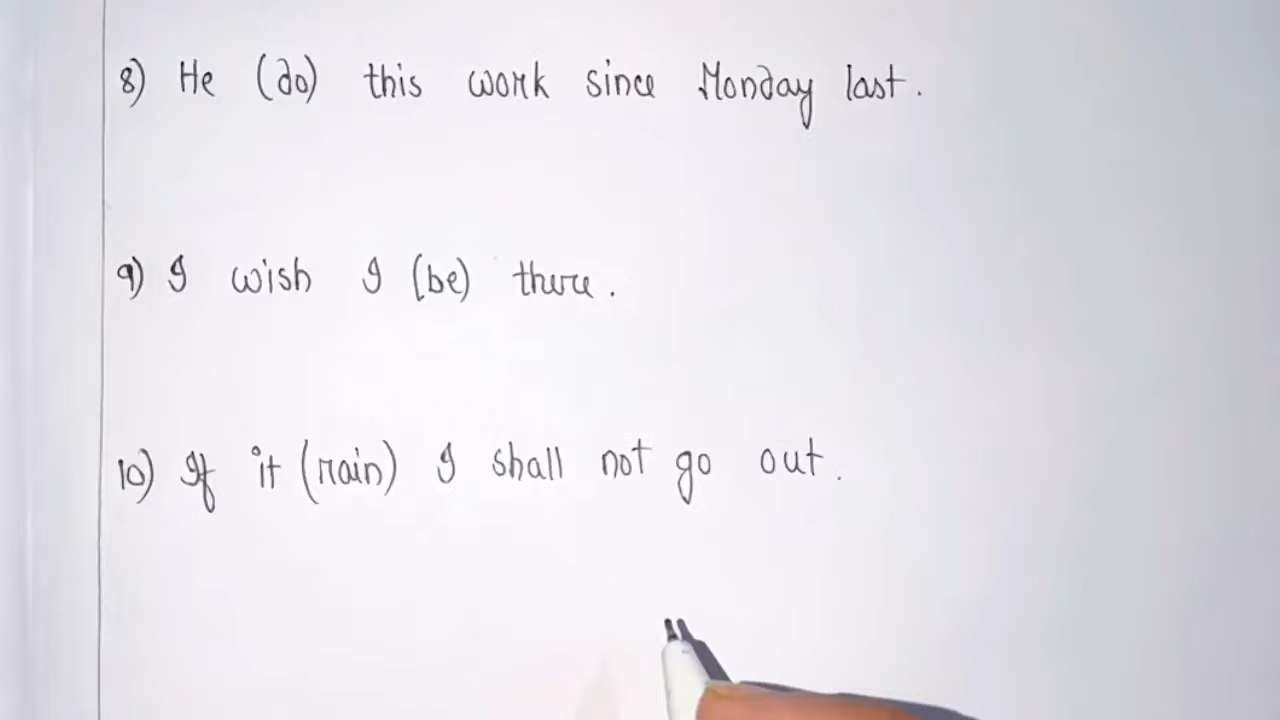 8) He (do) this work since Monday last.
9) I wish I (be) there.
10) If it (rain) I shall not go out.